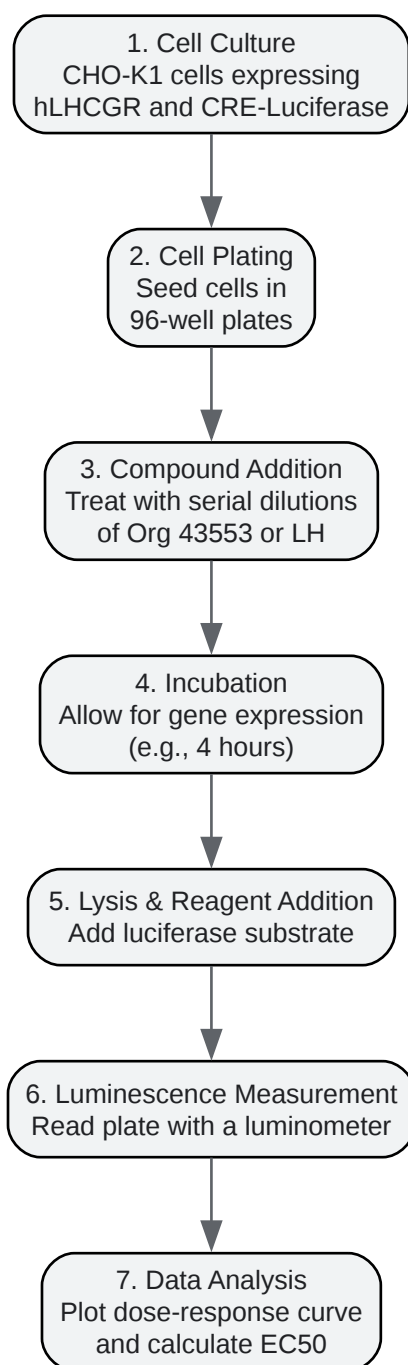 1. Cell Culture
CHO-K1 cells expressing
hLHCGR and CRE-Luciferase
2. Cell Plating
Seed cells in
96-well plates
3. Compound Addition
Treat with serial dilutions
of Org 43553 or LH
4. Incubation
Allow for gene expression
(e.g., 4 hours)
5. Lysis & Reagent Addition
Add luciferase substrate
6. Luminescence Measurement
Read plate with a luminometer
7. Data Analysis
Plot dose-response curve
and calculate EC50